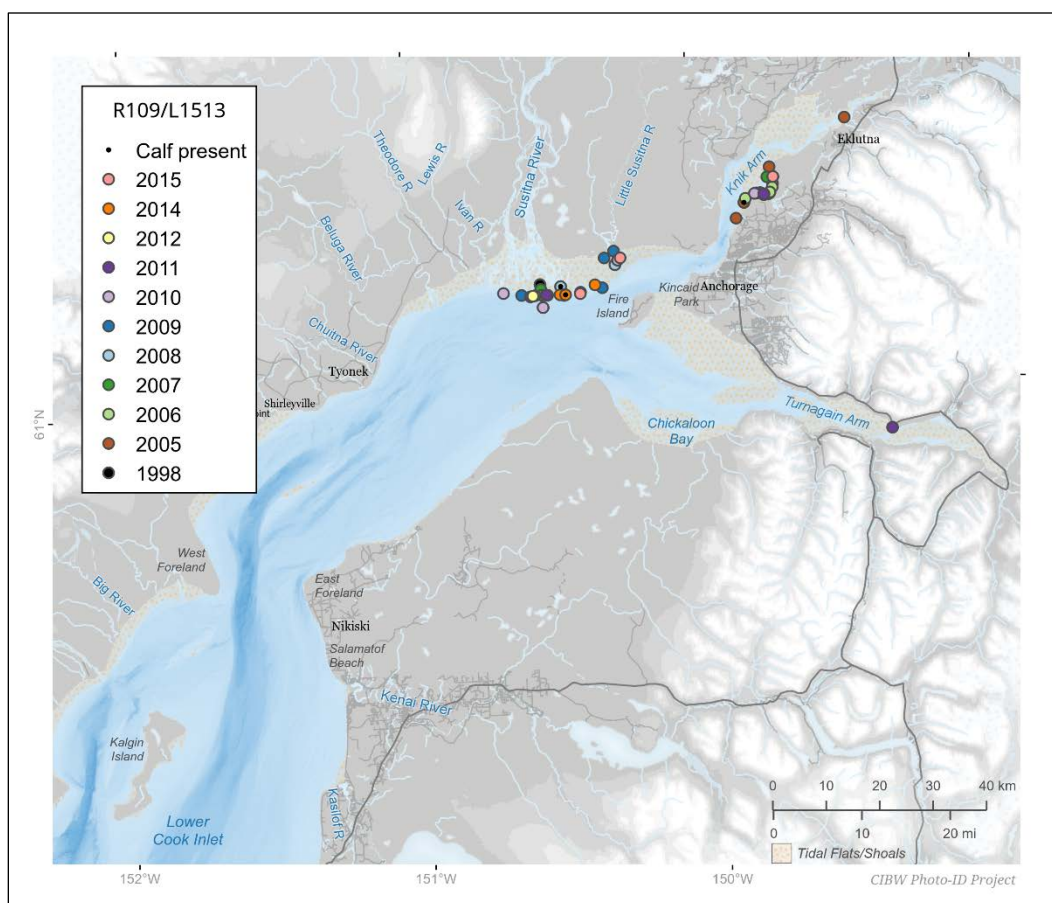 R109/L1513
Calf present
2015
2014
2012
2011
2010
2009
2008
2007
2006
2005
1998
Theodore R
Lewis R
Ivan R
Susitna River
Little Susitna R
Beluga River
Chuitna River
Tyonek
Shirleyville
oint
Knik Arm
Eklutna
Kincaid
Park
Anchorage
Fire
Island
Turnagain Arm
Chickaloon
Bay
61°N
West
Foreland
Big River
East
Foreland
Nikiski
Salamatof
Beach
Kenai River
Kalgin
Island
Kasilof R
Lower
Cook Inlet
0 10 20 30 40 km
0 10 20 mi
Tidal Flats/Shoals
CIBW Photo-ID Project
152°W 151°W 150°W